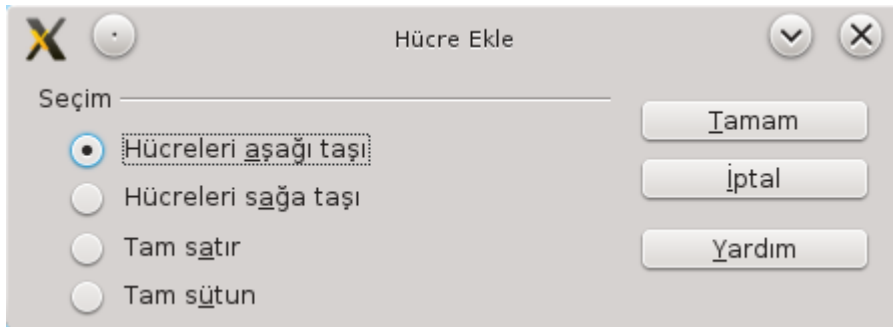 Hücre Ekle
Seçim
Hücreleri aşağı taşı
Hücreleri sağa taşı
Tam satır
Tam sütun
Tamam
İptal
Yardım